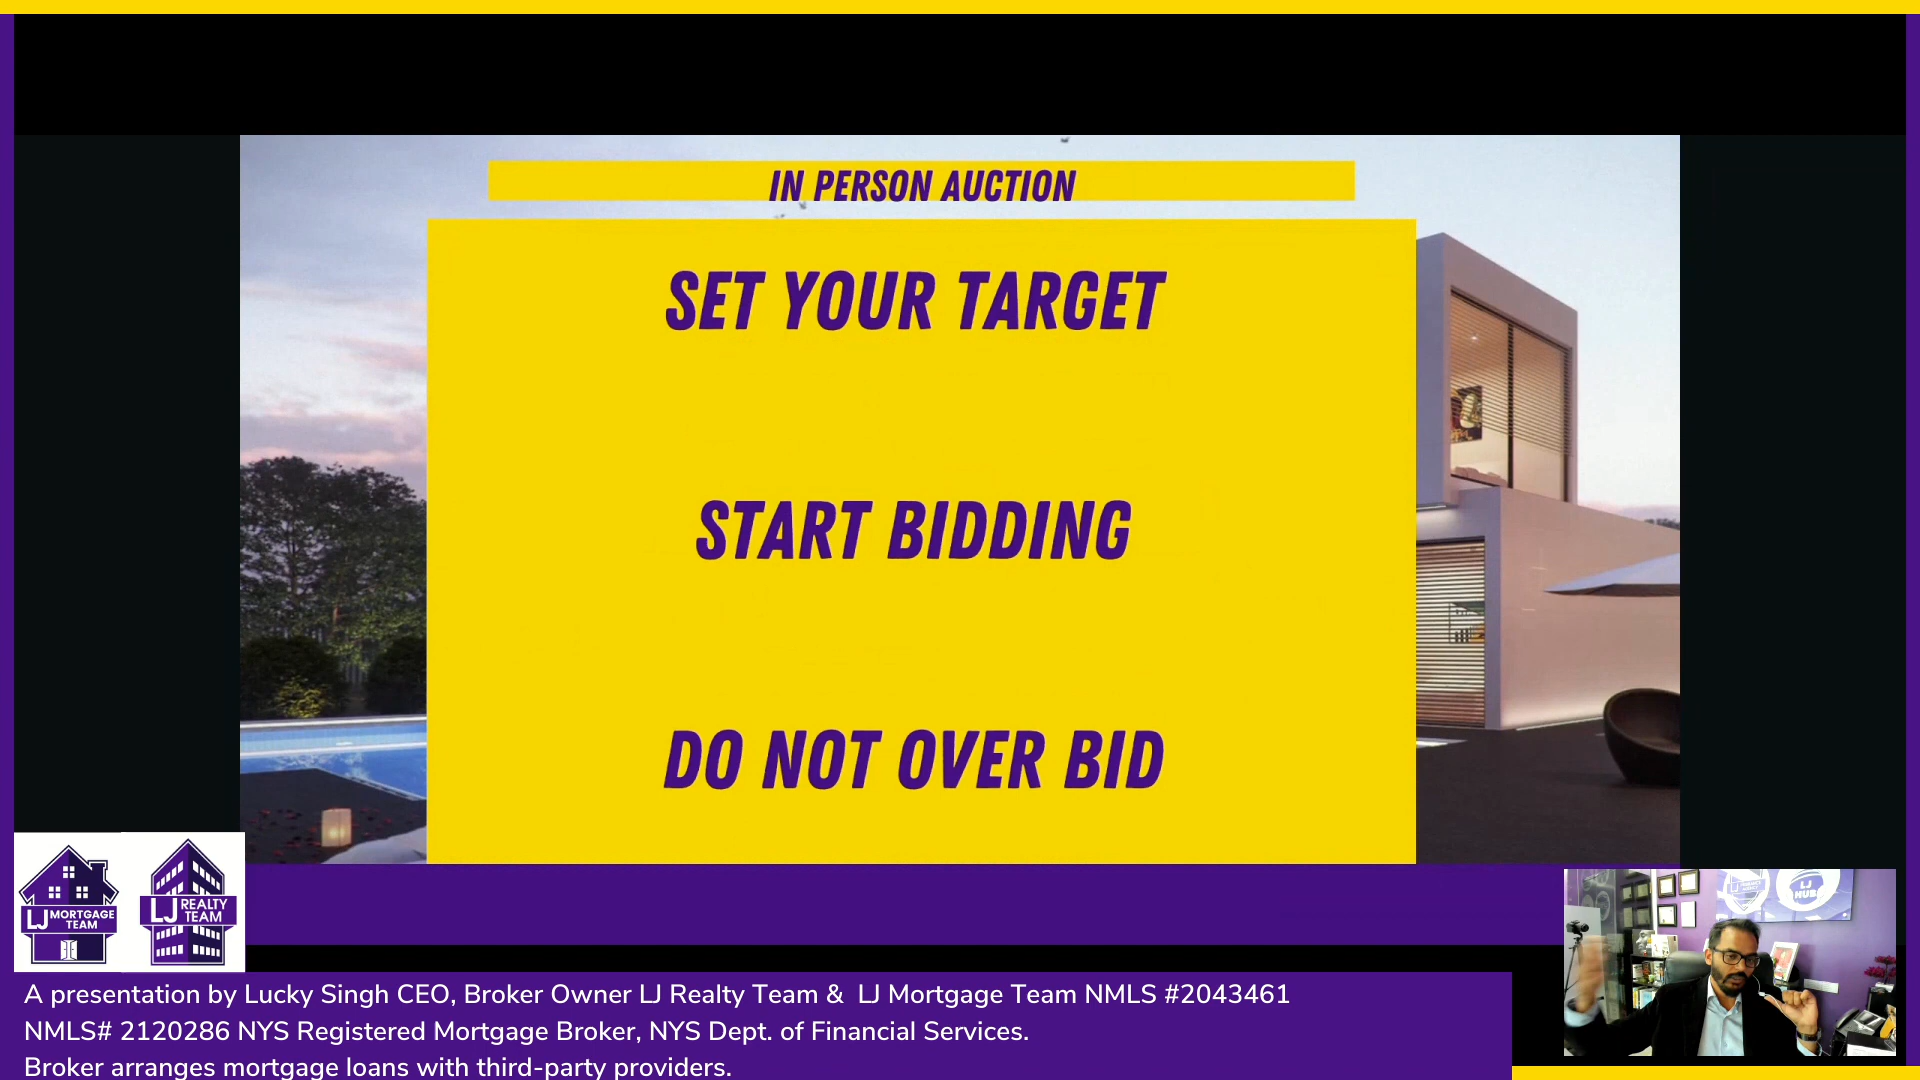 IN PERSON AUCTION
SET YOUR TARGET
START BIDDING
DO NOT OVER BID
LJ MORTGAGE
TEAM
LJ REALTY
TEAM
LJ
HUB
A presentation by Lucky Singh CEO, Broker Owner LJ Realty Team & LJ Mortgage Team NMLS #2043461
NMLS# 2120286 NYS Registered Mortgage Broker, NYS Dept. of Financial Services.
Broker arranges mortgage loans with third-party providers.